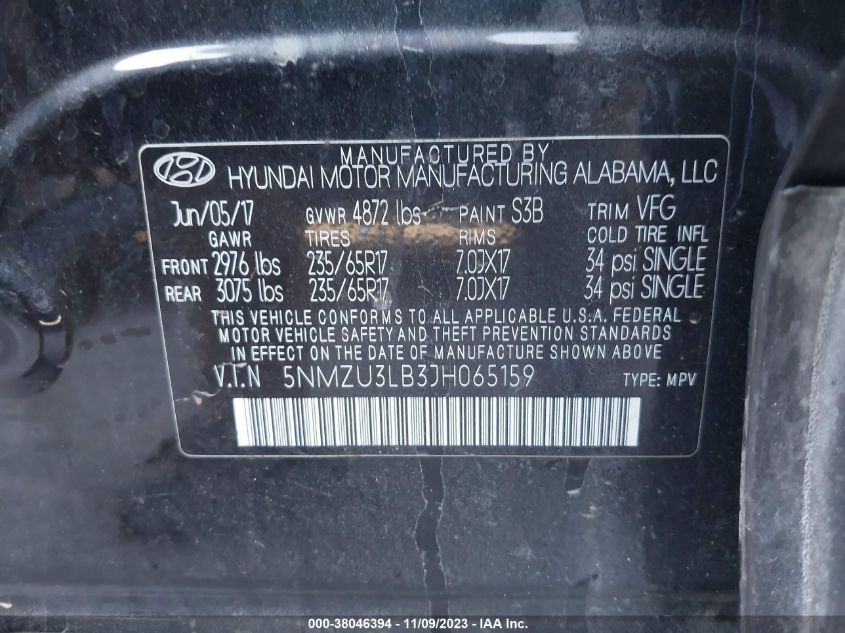 MANUFACTURED BY
HYUNDAI MOTOR MANUFACTURING ALABAMA, LLC
Jun/05/17 GVWR 4872 lbs PAINT S3B TRIM VFG
GAWR TIRES RIMS COLD TIRE INFL
FRONT 2976 lbs 235/65R17 7.0JX17 34 psi SINGLE
REAR 3075 lbs 235/65R17 7.0JX17 34 psi SINGLE
THIS VEHICLE CONFORMS TO ALL APPLICABLE U.S.A. FEDERAL
MOTOR VEHICLE SAFETY AND THEFT PREVENTION STANDARDS
IN EFFECT ON THE DATE OF MANUFACTURE SHOWN ABOVE.
V.I.N 5NMZU3LB3JH065159 TYPE: MPV
000-38046394 - 11/09/2023 - www.iaai.com